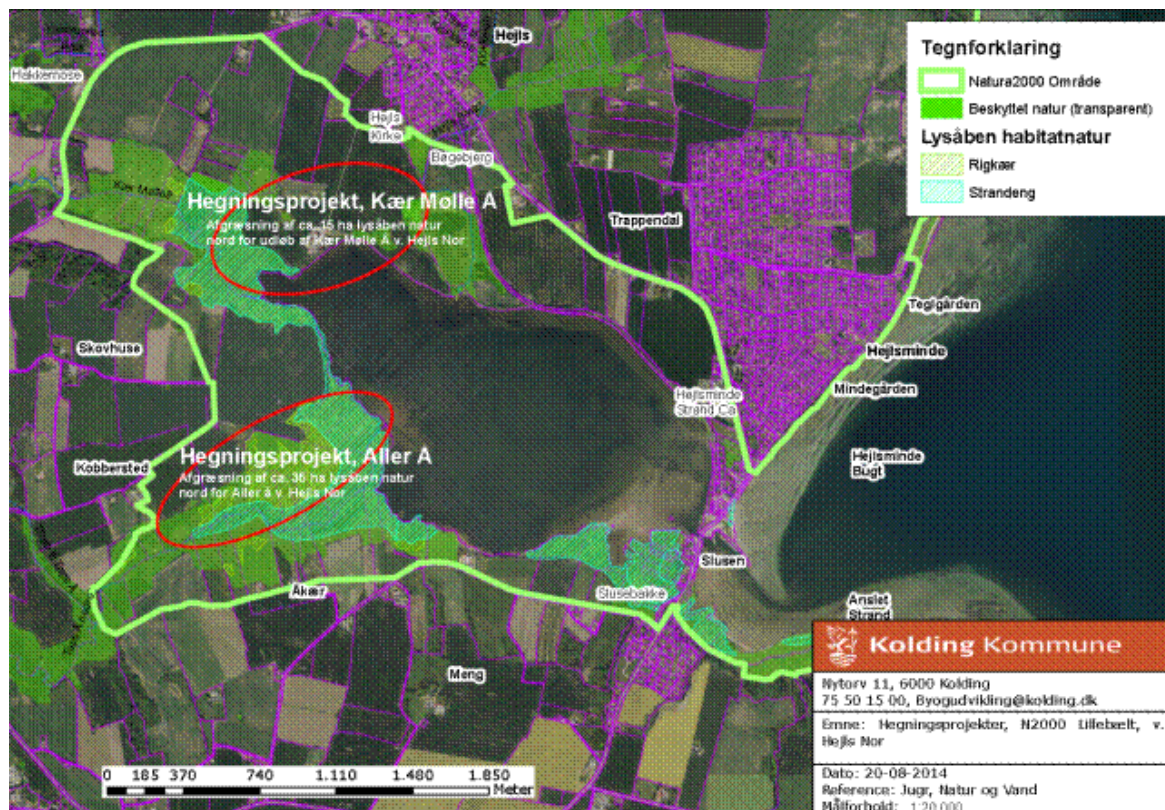 Hejls
Hakkemose
Hejls
Kirke
Bøgebjerg
Kær Mølleå
Hegningsprojekt, Kær Mølle Å
Afgræsning af ca. 15 ha lysåben natur
nord for udløb af Kær Mølle Å v. Hejls Nor
Trappendal
Skovhuse
Teglgården
Hejlsminde
Mindegården
Hejlsminde
Strand Ca
Hegningsprojekt, Aller Å
Afgræsning af ca. 36 ha lysåben natur
nord for Aller å v. Hejls Nor
Kobbersted
Hejlsminde
Bugt
Slusen
Åkær
Slusebakke
Anslet
Strand
Meng
Tegnforklaring
Natura2000 Område
Beskyttet natur (transparent)
Lysåben habitatnatur
Rigkær
Strandeng
0 185 370 740 1.110 1.480 1.850
Meter
Kolding Kommune
Nytorv 11, 6000 Kolding
75 50 15 00, Byogudvikling@kolding.dk
Emne: Hegningsprojekter, N2000 Lillebælt, v.
Hejls Nor
Dato: 20-08-2014
Reference: Jugr, Natur og Vand
Målforhold: 1:20.000